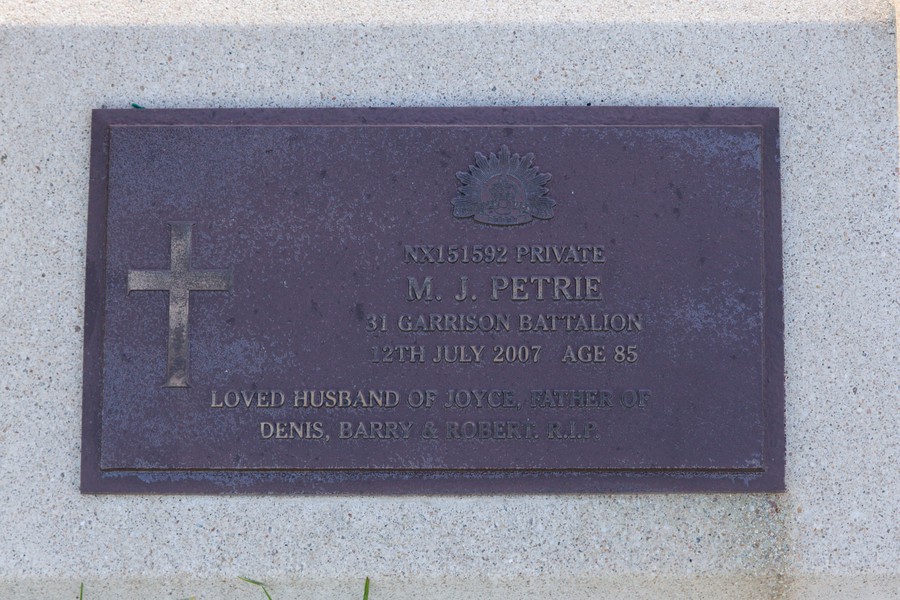 NX151592 PRIVATE
M. J. PETRIE
31 GARRISON BATTALION
12TH JULY 2007 AGE 85
LOVED HUSBAND OF JOYCE. FATHER OF
DENIS, BARRY & ROBERT. R.I.P.